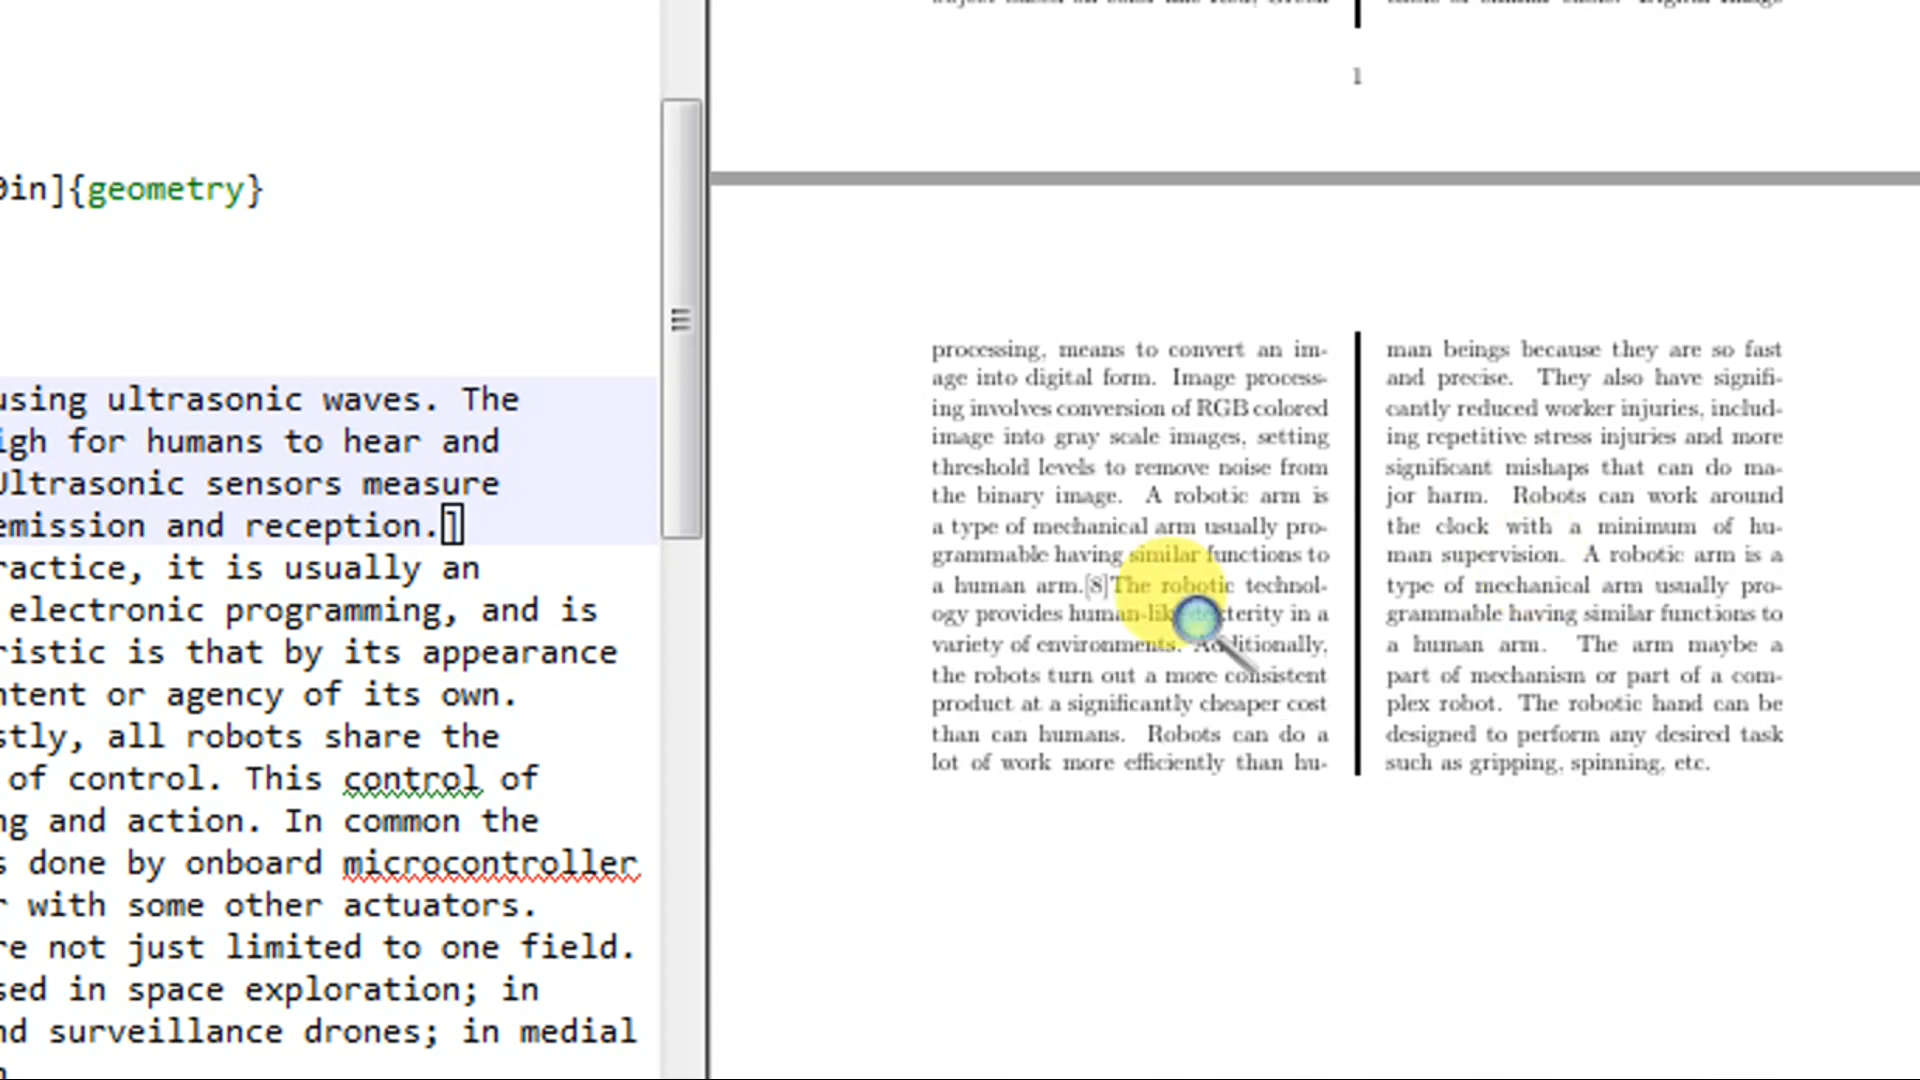 0in]{geometry}
using ultrasonic waves. The
igh for humans to hear and
Ultrasonic sensors measure
emission and reception.]
ractice, it is usually an
electronic programming, and is
ristic is that by its appearance
ntent or agency of its own.
stly, all robots share the
of control. This control of
ng and action. In common the
s done by onboard microcontroller
r with some other actuators.
re not just limited to one field.
sed in space exploration; in
nd surveillance drones; in medial
1
processing, means to convert an im-
age into digital form. Image process-
ing involves conversion of RGB colored
image into gray scale images, setting
threshold levels to remove noise from
the binary image. A robotic arm is
a type of mechanical arm usually pro-
grammable having similar functions to
a human arm.[8]The robotic technol-
ogy provides human-like dexterity in a
variety of environments. Additionally,
the robots turn out a more consistent
product at a significantly cheaper cost
than can humans. Robots can do a
lot of work more efficiently than hu-
man beings because they are so fast
and precise. They also have signifi-
cantly reduced worker injuries, includ-
ing repetitive stress injuries and more
significant mishaps that can do ma-
jor harm. Robots can work around
the clock with a minimum of hu-
man supervision. A robotic arm is a
type of mechanical arm usually pro-
grammable having similar functions to
a human arm. The arm maybe a
part of mechanism or part of a com-
plex robot. The robotic hand can be
designed to perform any desired task
such as gripping, spinning, etc.